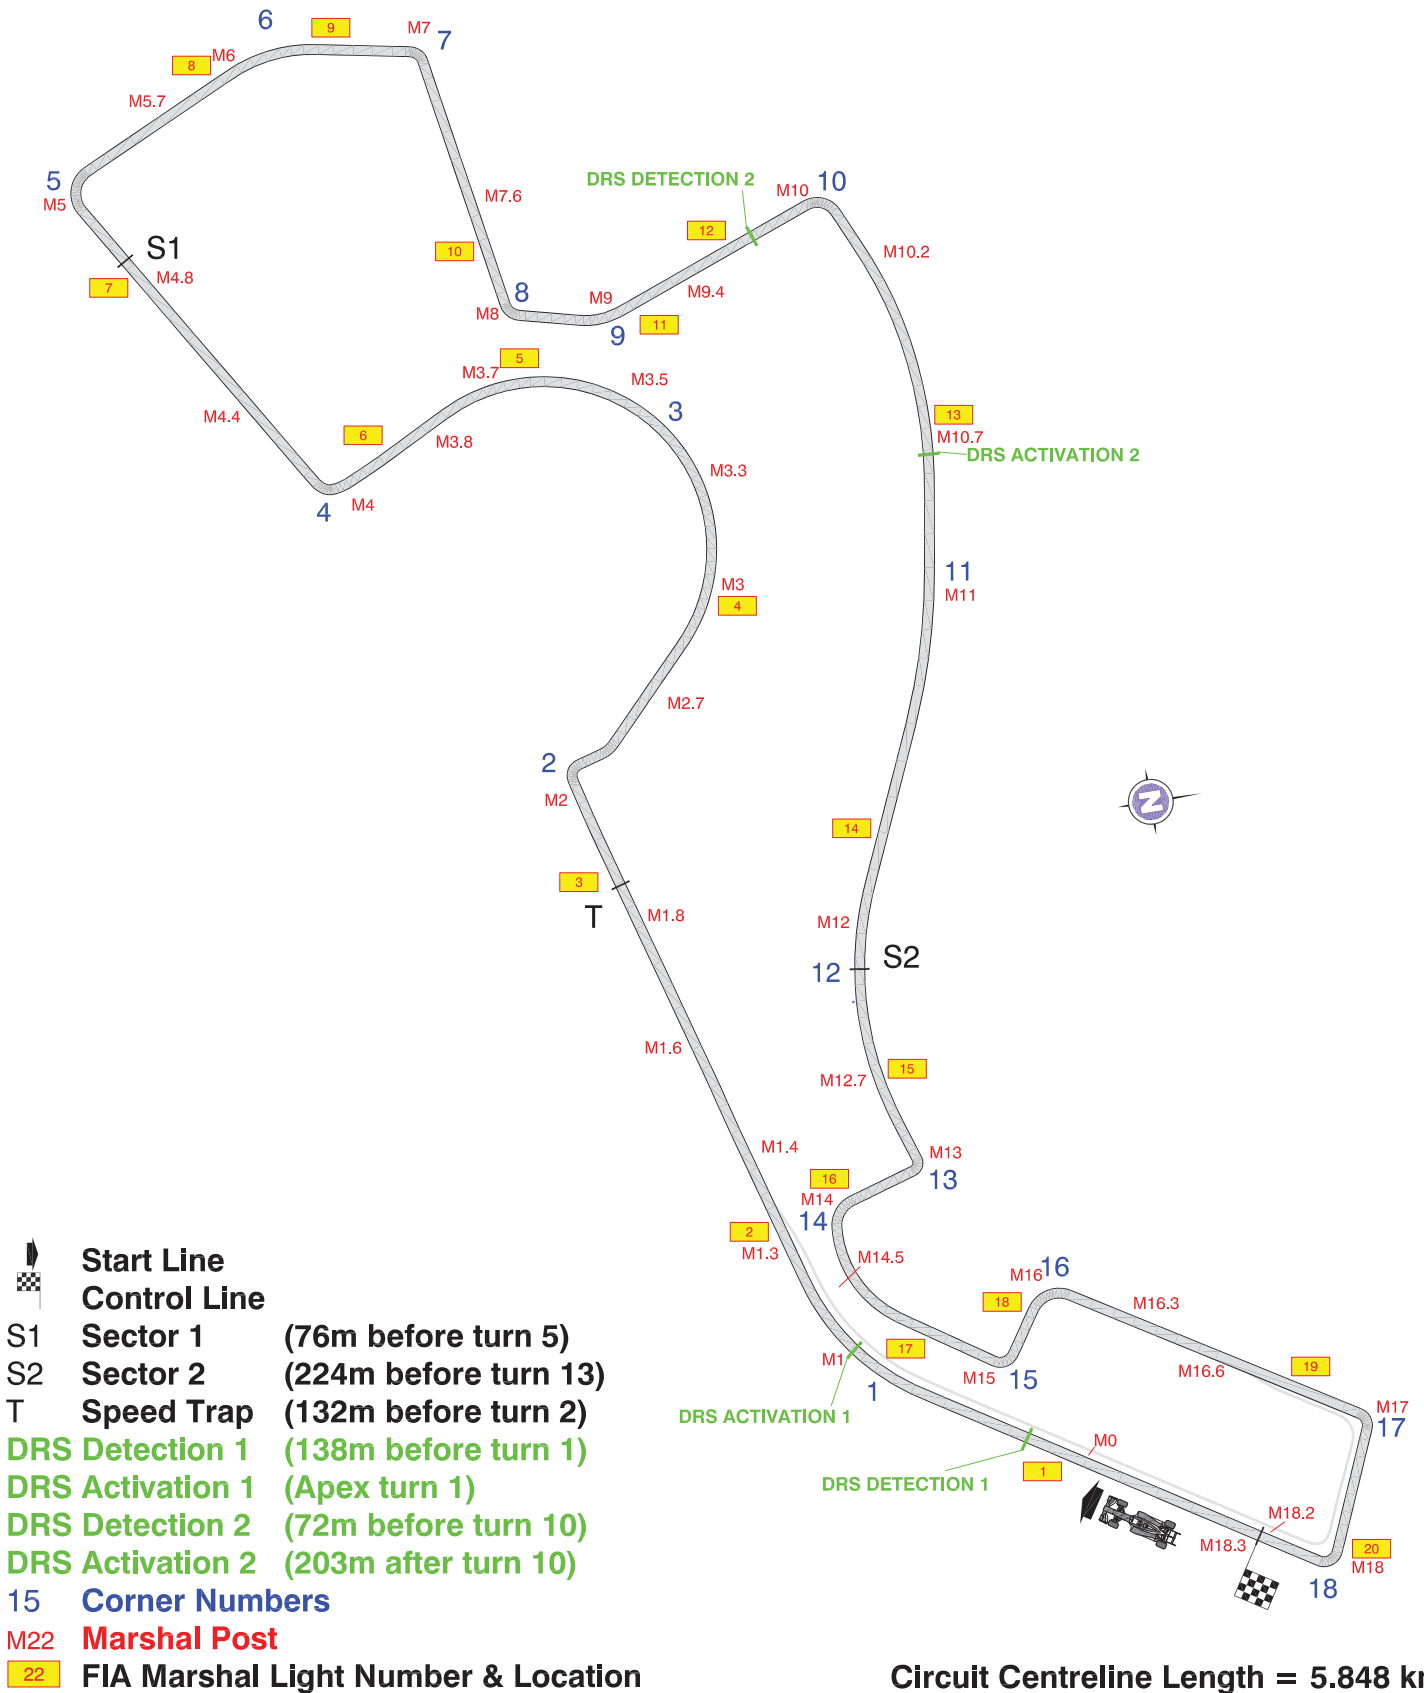 6
9
M7
7
M6
8
M5.7
5
M5
DRS DETECTION 2
M10
10
M7.6
12
10
S1
M4.8
7
M10.2
8
M8
M9
M9.4
9
11
5
M3.7
M3.5
3
13
M10.7
M4.4
6
M3.8
DRS ACTIVATION 2
M3.3
M4
4
11
M11
M3
4
M2.7
2
M2
N
14
3
T
M1.8
M12
12
S2
M1.6
15
M12.7
M1.4
M13
13
16
M14
14
2
M1.3
M14.5
M16
16
18
M16.3
17
M1
1
M15
15
M16.6
19
M17
17
DRS ACTIVATION 1
M0
DRS DETECTION 1
1
M18.2
M18.3
20
M18
18
Start Line
Control Line
S1 Sector 1 (76m before turn 5)
S2 Sector 2 (224m before turn 13)
T Speed Trap (132m before turn 2)
DRS Detection 1 (138m before turn 1)
DRS Activation 1 (Apex turn 1)
DRS Detection 2 (72m before turn 10)
DRS Activation 2 (203m after turn 10)
15 Corner Numbers
M22 Marshal Post
22 FIA Marshal Light Number & Location
Circuit Centreline Length = 5.848 k